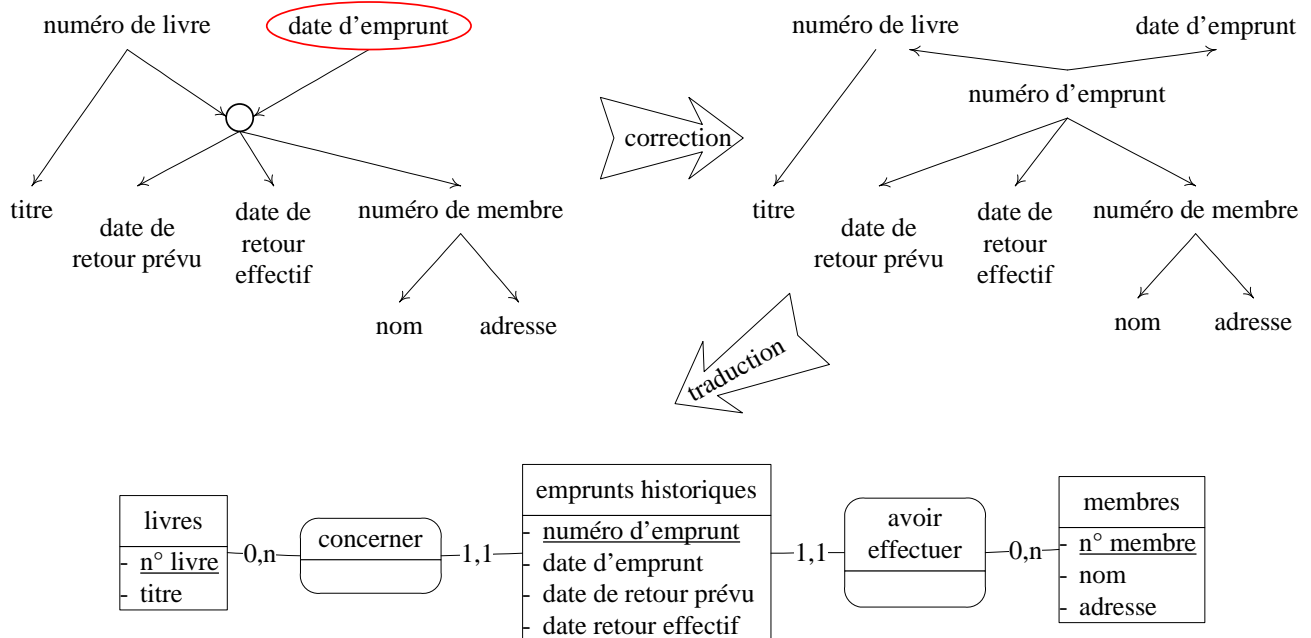 numéro de livre
date d'emprunt
titre
date de
retour prévu
date de
retour
effectif
numéro de membre
nom
adresse
correction
numéro de livre
date d'emprunt
numéro d'emprunt
titre
date de
retour prévu
date de
retour
effectif
numéro de membre
nom
adresse
traduction
livres
- n° livre
- titre
0,n
concerner
1,1
emprunts historiques
- numéro d'emprunt
- date d'emprunt
- date de retour prévu
- date retour effectif
1,1
avoir
effectuer
0,n
membres
- n° membre
- nom
- adresse